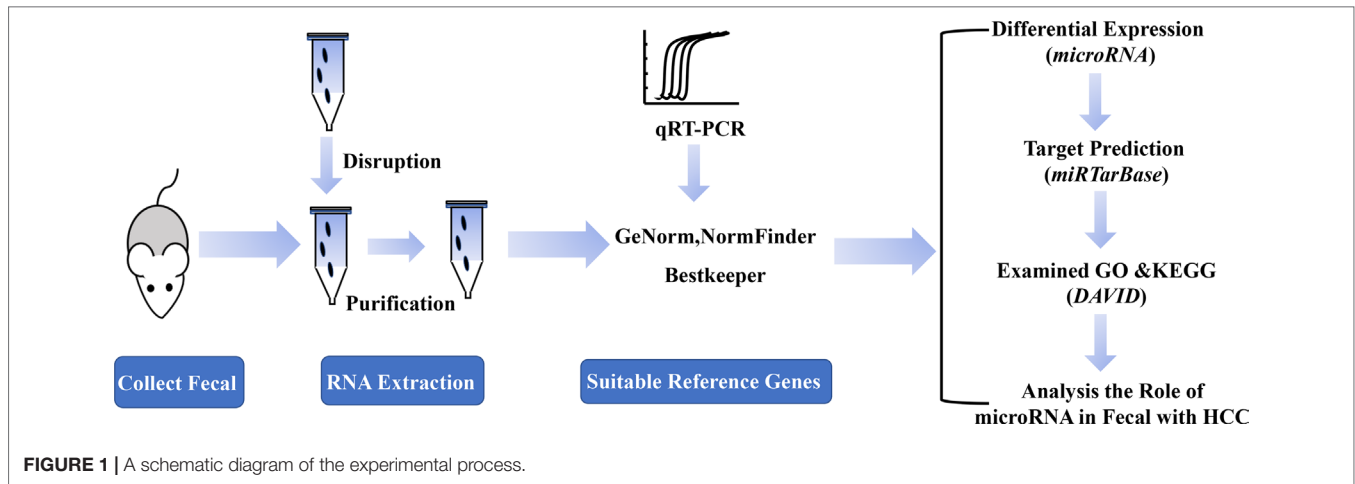 Disruption
Purification
Collect Fecal
RNA Extraction
qRT-PCR
GeNorm,NormFinder
Bestkeeper
Suitable Reference Genes
Differential Expression
(microRNA)
Target Prediction
(miRTarBase)
Examined GO &KEGG
(DAVID)
Analysis the Role of
microRNA in Fecal with HCC
FIGURE 1 | A schematic diagram of the experimental process.